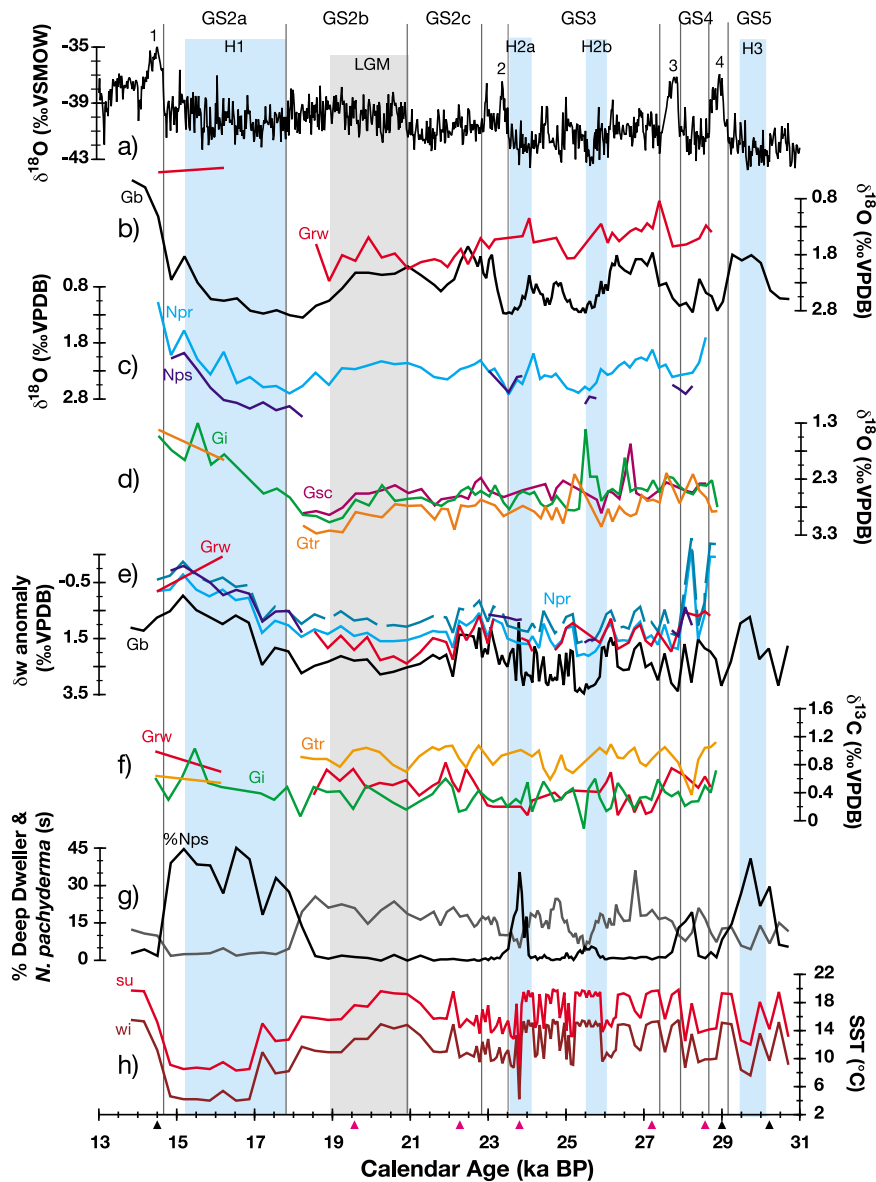 GS2a GS2b GS2c GS3 GS4 GS5
1 H1 LGM 2 H2a H2b 3 4 H3
-35
-39
-43
δ18O (‰VSMOW)
a)
Gb
b)
Grw
0.8
1.8
2.8
δ18O (‰VPDB)
0.8
1.8
2.8
δ18O (‰VPDB)
Npr
c)
Nps
Gi
d)
Gsc
Gtr
1.3
2.3
3.3
δ18O (‰VPDB)
e)
Grw
Npr
Gb
-0.5
1.5
3.5
δw anomaly (‰VPDB)
Grw
f)
Gtr
Gi
1.6
1.2
0.8
0.4
0
δ13C (‰VPDB)
45
30
15
0
%Nps
g)
% Deep Dweller &
N. pachyderma (s)
su
wi
h)
22
18
14
10
6
2
SST (°C)
13 15 17 19 21 23 25 27 29 31
Calendar Age (ka BP)